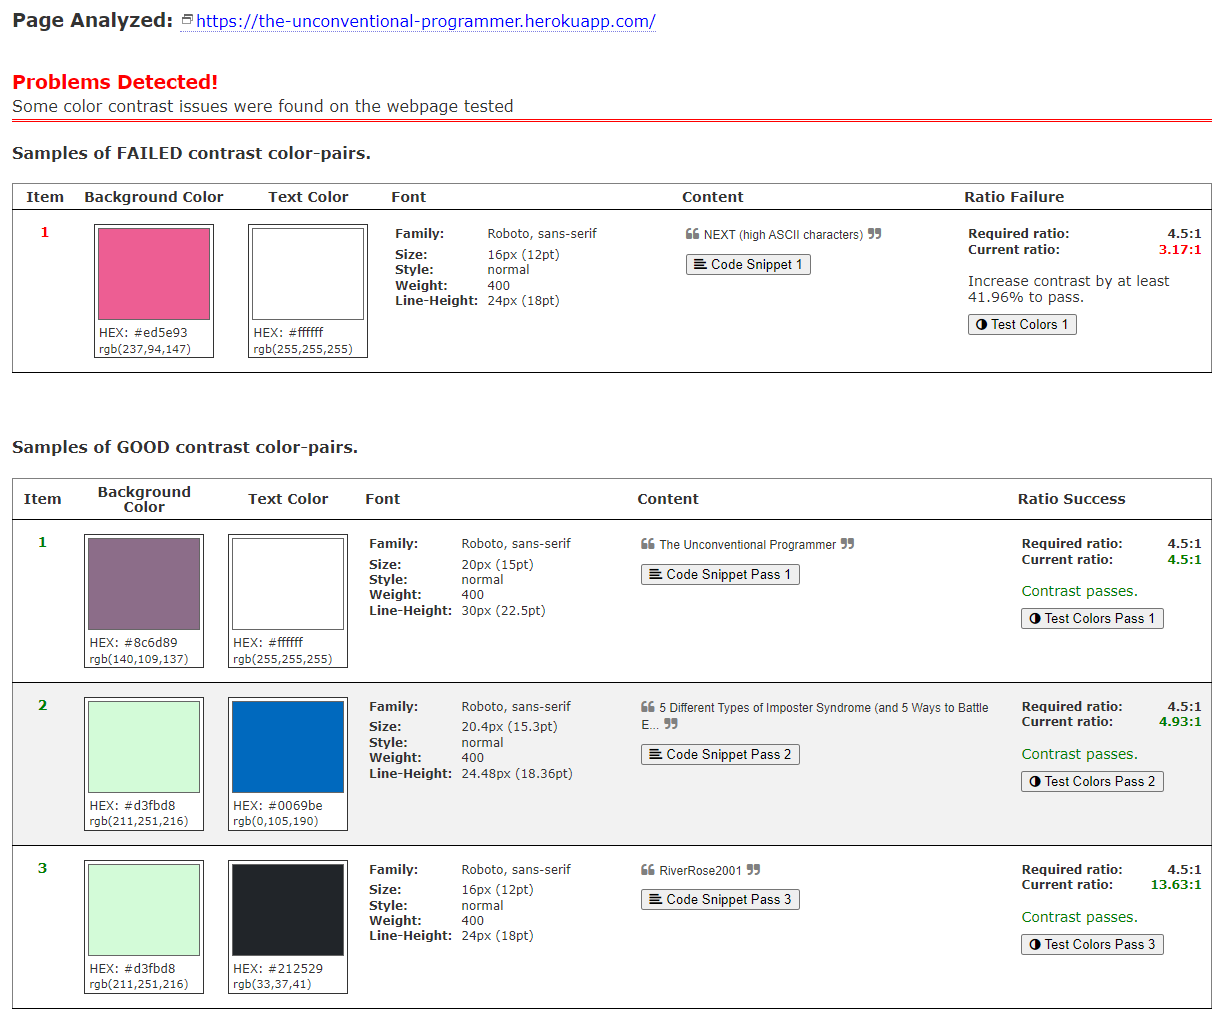 Page Analyzed: https://the-unconventional-programmer.herokuapp.com/
Problems Detected!
Some color contrast issues were found on the webpage tested
Samples of FAILED contrast color-pairs.
Item Background Color Text Color Font Content Ratio Failure
1
HEX: #ed5e93
rgb(237,94,147)
HEX: #ffffff
rgb(255,255,255)
Family: Roboto, sans-serif
Size: 16px (12pt)
Style: normal
Weight: 400
Line-Height: 24px (18pt)
❝ NEXT (high ASCII characters) ❞
Code Snippet 1
Required ratio: 4.5:1
Current ratio: 3.17:1
Increase contrast by at least
41.96% to pass.
Test Colors 1
Samples of GOOD contrast color-pairs.
Item Background Color Text Color Font Content Ratio Success
1
HEX: #8c6d89
rgb(140,109,137)
HEX: #ffffff
rgb(255,255,255)
Family: Roboto, sans-serif
Size: 20px (15pt)
Style: normal
Weight: 400
Line-Height: 30px (22.5pt)
❝ The Unconventional Programmer ❞
Code Snippet Pass 1
Required ratio: 4.5:1
Current ratio: 4.5:1
Contrast passes.
Test Colors Pass 1
2
HEX: #d3fbd8
rgb(211,251,216)
HEX: #0069be
rgb(0,105,190)
Family: Roboto, sans-serif
Size: 20.4px (15.3pt)
Style: normal
Weight: 400
Line-Height: 24.48px (18.36pt)
❝ 5 Different Types of Imposter Syndrome (and 5 Ways to Battle
E... ❞
Code Snippet Pass 2
Required ratio: 4.5:1
Current ratio: 4.93:1
Contrast passes.
Test Colors Pass 2
3
HEX: #d3fbd8
rgb(211,251,216)
HEX: #212529
rgb(33,37,41)
Family: Roboto, sans-serif
Size: 16px (12pt)
Style: normal
Weight: 400
Line-Height: 24px (18pt)
❝ RiverRose2001 ❞
Code Snippet Pass 3
Required ratio: 4.5:1
Current ratio: 13.63:1
Contrast passes.
Test Colors Pass 3